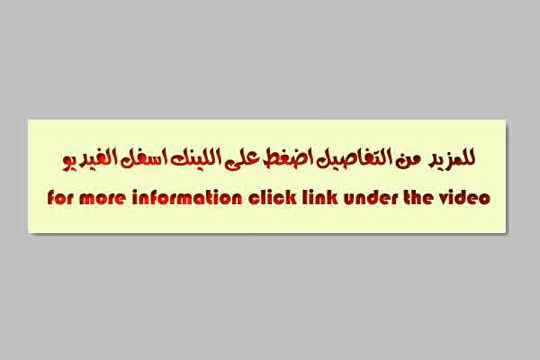 للمزيد من التفاصيل اضغط على اللينك اسفل الفيديو
for more information click link under the video